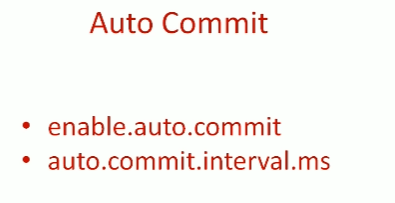 Auto Commit
• enable.auto.commit
• auto.commit.interval.ms